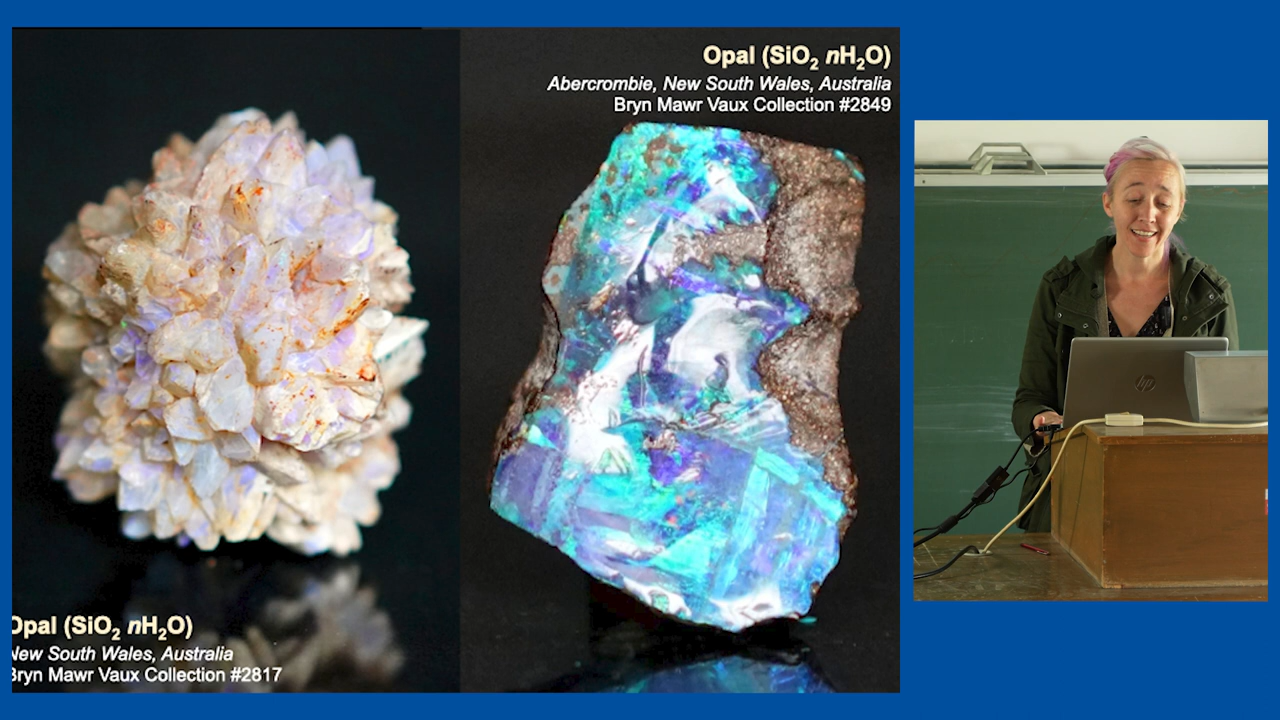 Opal (SiO₂ nH₂O)
Abercrombie, New South Wales, Australia
Bryn Mawr Vaux Collection #2849
Opal (SiO₂ nH₂O)
New South Wales, Australia
Bryn Mawr Vaux Collection #2817
hp